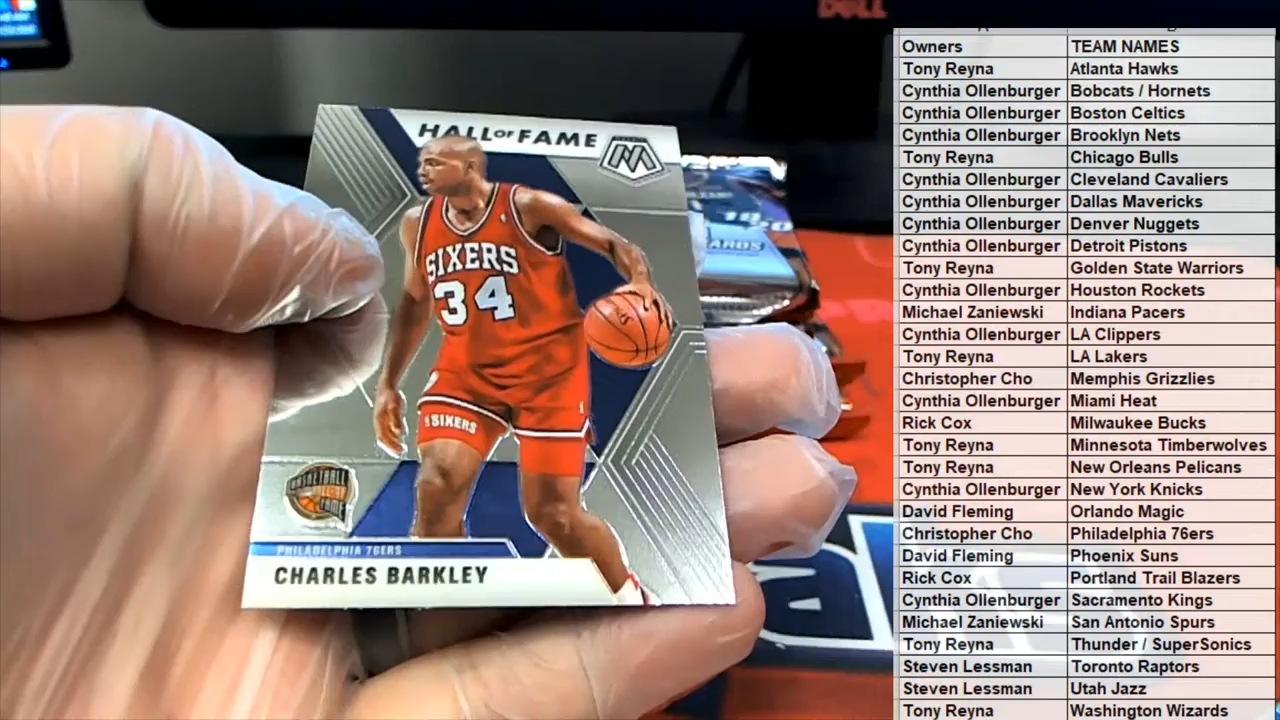 DELL
HALL OF FAME
M
SIXERS
34
SIXERS
BASKETBALL
FAME
PHILADELPHIA 76ERS
CHARLES BARKLEY
19 20
CARDS
Owners TEAM NAMES
Tony Reyna Atlanta Hawks
Cynthia Ollenburger Bobcats / Hornets
Cynthia Ollenburger Boston Celtics
Cynthia Ollenburger Brooklyn Nets
Tony Reyna Chicago Bulls
Cynthia Ollenburger Cleveland Cavaliers
Cynthia Ollenburger Dallas Mavericks
Cynthia Ollenburger Denver Nuggets
Cynthia Ollenburger Detroit Pistons
Tony Reyna Golden State Warriors
Cynthia Ollenburger Houston Rockets
Michael Zaniewski Indiana Pacers
Cynthia Ollenburger LA Clippers
Tony Reyna LA Lakers
Christopher Cho Memphis Grizzlies
Cynthia Ollenburger Miami Heat
Rick Cox Milwaukee Bucks
Tony Reyna Minnesota Timberwolves
Tony Reyna New Orleans Pelicans
Cynthia Ollenburger New York Knicks
David Fleming Orlando Magic
Christopher Cho Philadelphia 76ers
David Fleming Phoenix Suns
Rick Cox Portland Trail Blazers
Cynthia Ollenburger Sacramento Kings
Michael Zaniewski San Antonio Spurs
Tony Reyna Thunder / SuperSonics
Steven Lessman Toronto Raptors
Steven Lessman Utah Jazz
Tony Reyna Washington Wizards